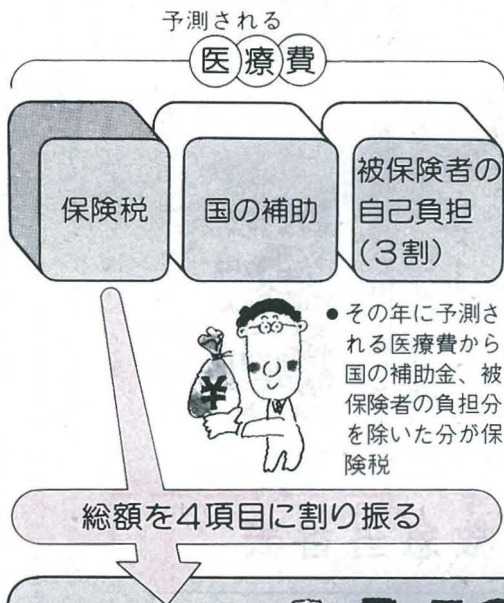 予測される
医療費
保険税
国の補助
被保険者の
自己負担
(3割)
●その年に予測さ
れる医療費から
国の補助金、被
保険者の負担分
を除いた分が保
険税
¥
総額を4項目に割り振る